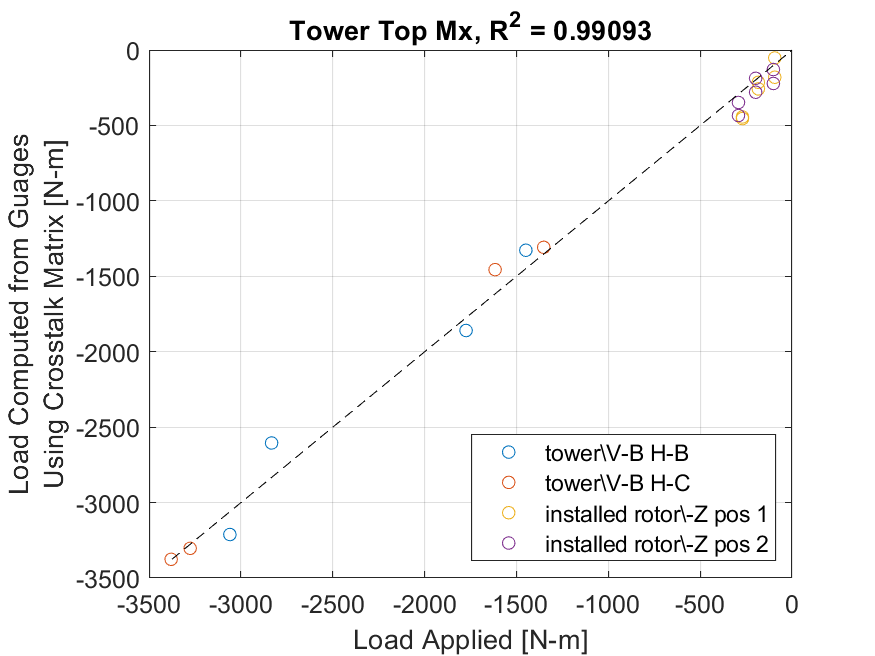 Tower Top Mx, R2 = 0.99093
Load Computed from Guages
Using Crosstalk Matrix [N-m]
0
-500
-1000
-1500
-2000
-2500
-3000
-3500
tower\V-B H-B
tower\V-B H-C
installed rotor\-Z pos 1
installed rotor\-Z pos 2
-3500 -3000 -2500 -2000 -1500 -1000 -500 0
Load Applied [N-m]